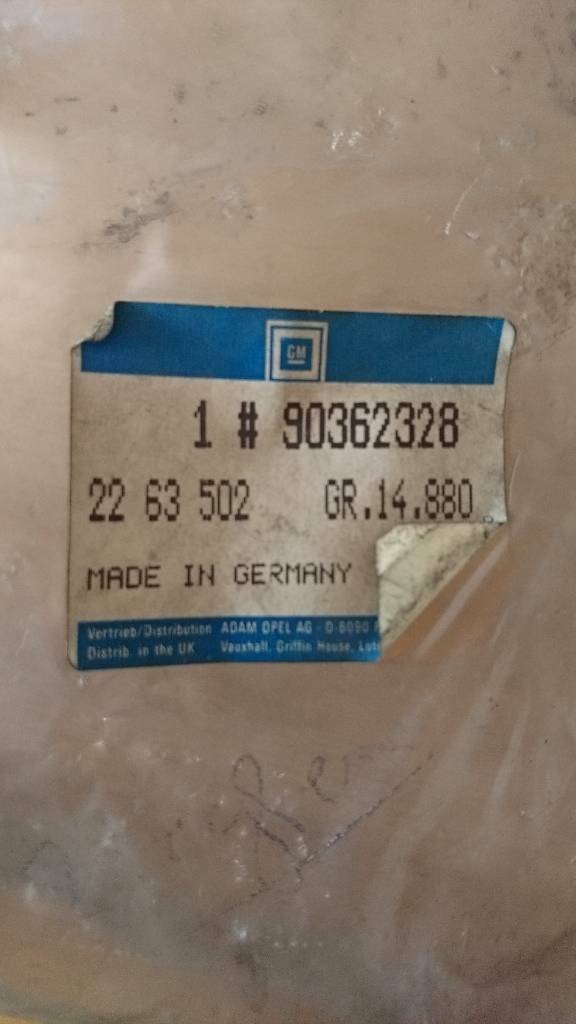 GM
1 # 90362328
22 63 502 GR.14.880
MADE IN GERMANY
Vertrieb/Distribution ADAM OPEL AG - D-6090
Distrib. in the UK Vauxhall, Griffin House,